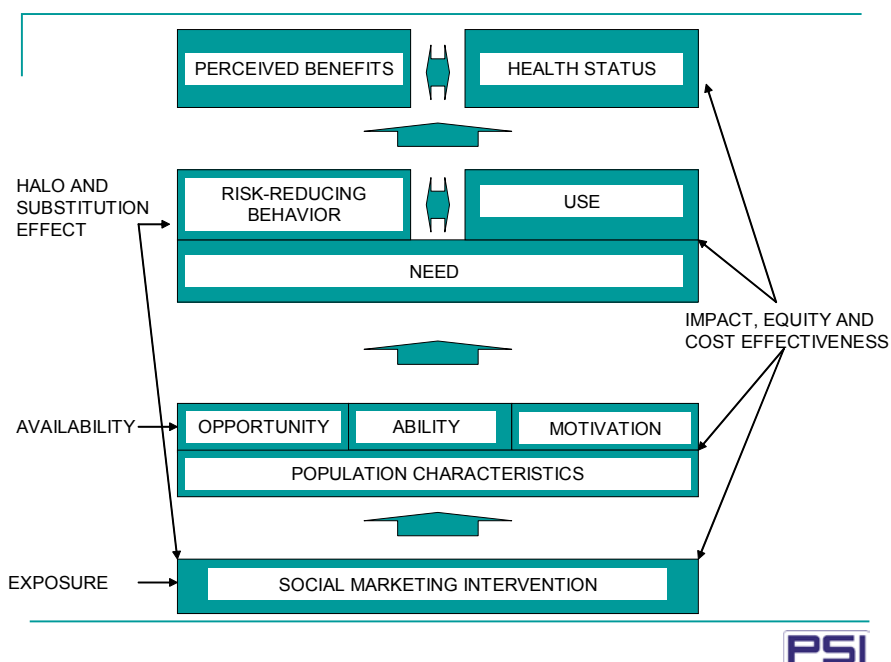 PERCEIVED BENEFITS
HEALTH STATUS
HALO AND
SUBSTITUTION
EFFECT
RISK-REDUCING
BEHAVIOR
USE
NEED
IMPACT, EQUITY AND
COST EFFECTIVENESS
AVAILABILITY
OPPORTUNITY
ABILITY
MOTIVATION
POPULATION CHARACTERISTICS
EXPOSURE
SOCIAL MARKETING INTERVENTION
PSI